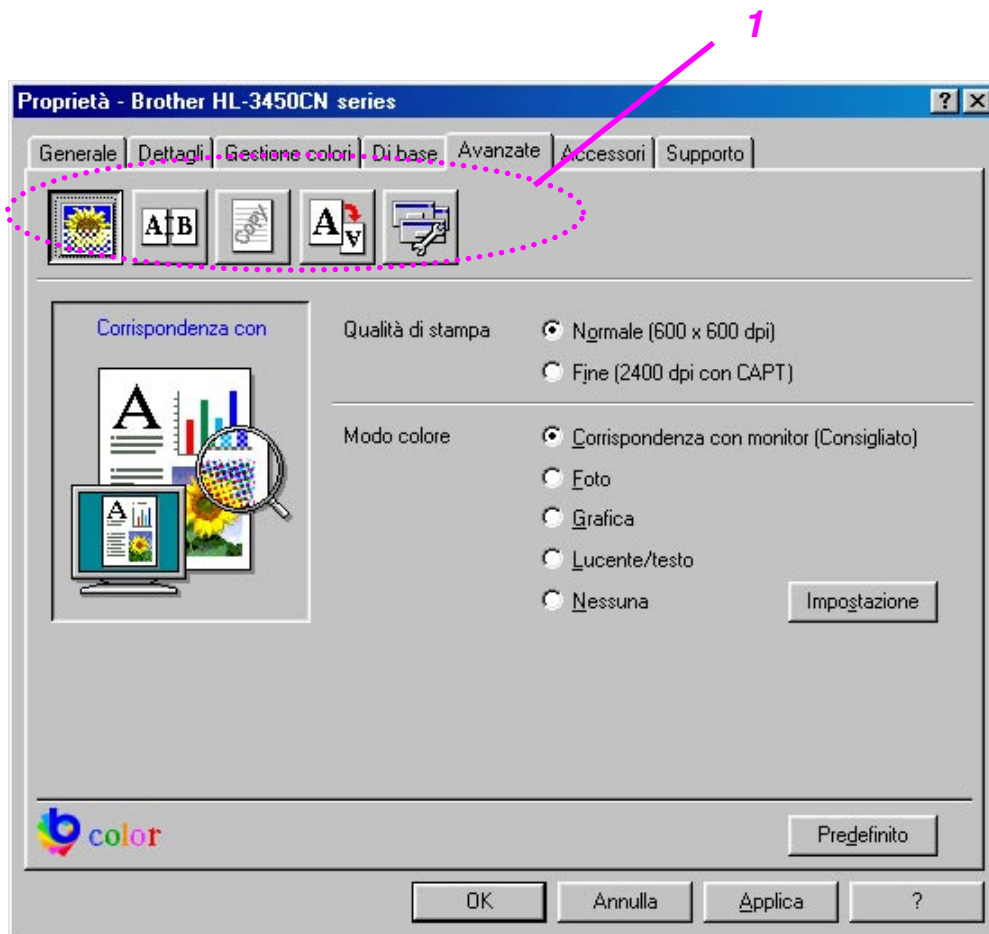 1
Proprietà - Brother HL-3450CN series
Generale Dettagli Gestione colori Di base Avanzate Accessori Supporto
A B COPY A V
Corrispondenza con
A
A
Qualità di stampa
Normale (600 x 600 dpi)
Fine (2400 dpi con CAPT)
Modo colore
Corrispondenza con monitor (Consigliato)
Foto
Grafica
Lucente/testo
Nessuna
Impostazione
b color
Predefinito
OK Annulla Applica ?